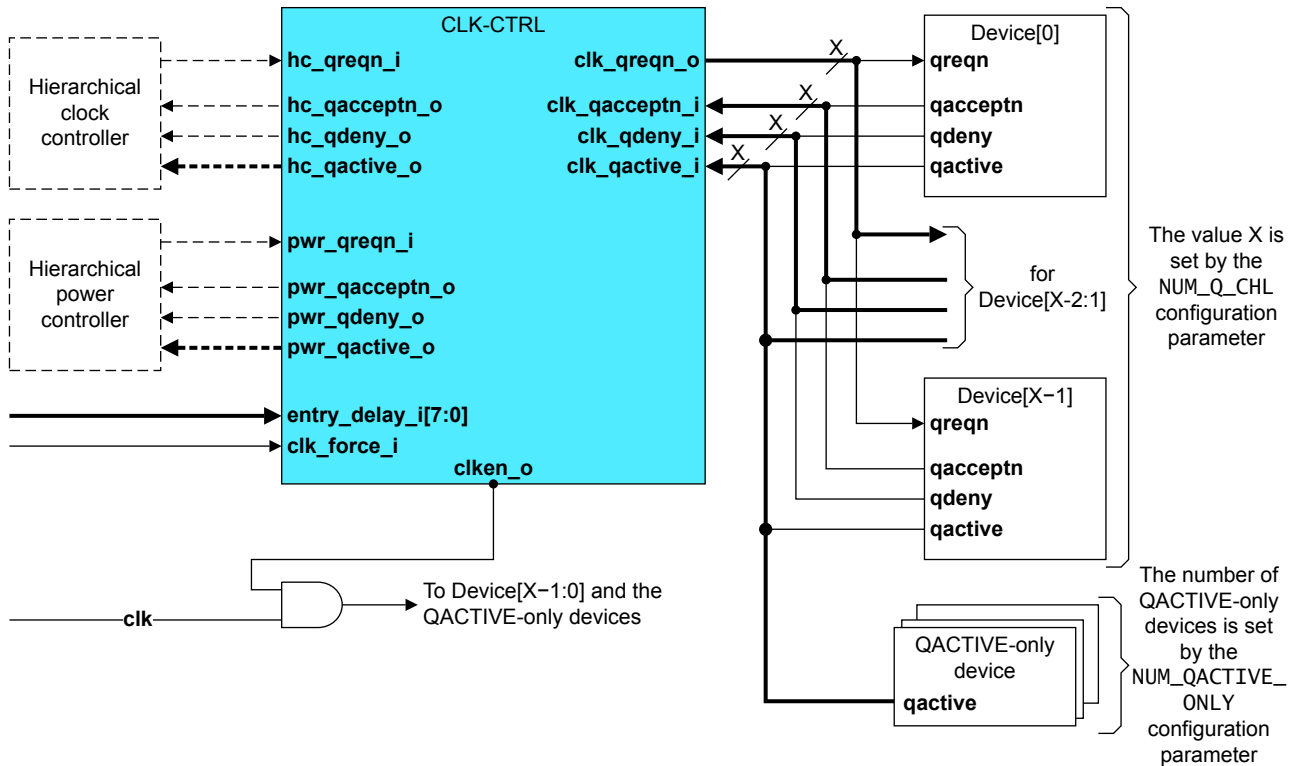 CLK-CTRL
Hierarchical
clock
controller
hc_qreqn_i
hc_qacceptn_o
hc_qdeny_o
hc_qactive_o
Hierarchical
power
controller
pwr_qreqn_i
pwr_qacceptn_o
pwr_qdeny_o
pwr_qactive_o
entry_delay_i[7:0]
clk_force_i
clken_o
clk_qreqn_o
clk_qacceptn_i
clk_qdeny_i
clk_qactive_i
X
X
X
X
Device[0]
qreqn
qacceptn
qdeny
qactive
for
Device[X-2:1]
Device[X−1]
qreqn
qacceptn
qdeny
qactive
The value X is
set by the
NUM_Q_CHL
configuration
parameter
clk
To Device[X−1:0] and the
QACTIVE-only devices
QACTIVE-only
device
qactive
The number of
QACTIVE-only
devices is set
by the
NUM_QACTIVE_
ONLY
configuration
parameter